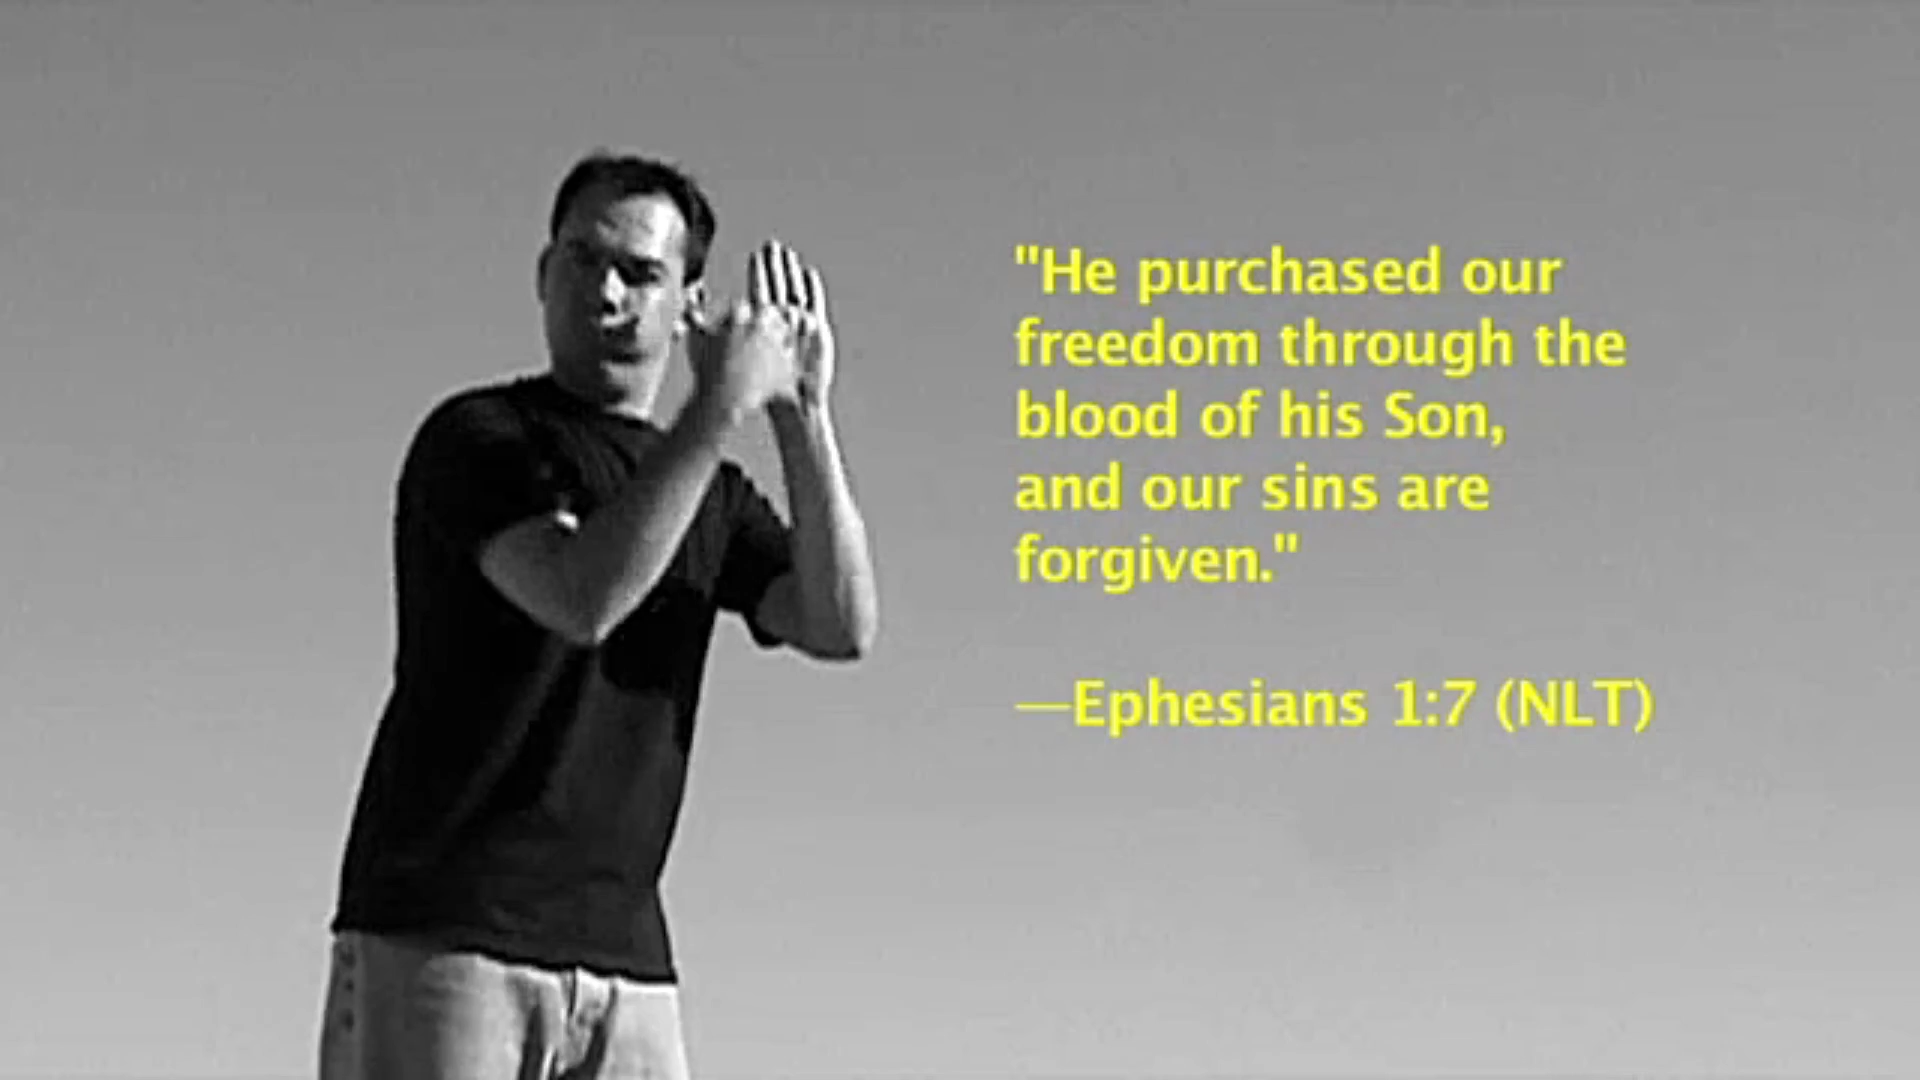 "He purchased our
freedom through the
blood of his Son,
and our sins are
forgiven."
—Ephesians 1:7 (NLT)